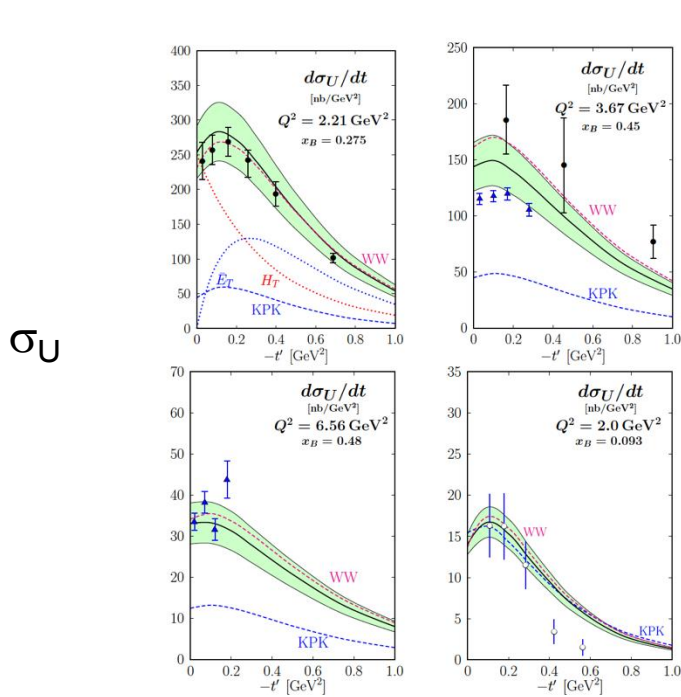 σU
400
350
300
250
200
150
100
50
0
dσU/dt
[nb/GeV²]
Q² = 2.21 GeV²
xB = 0.275
WW
ĒT
HT
KPK
0 0.2 0.4 0.6 0.8 1.0
−t′ [GeV²]
250
200
150
100
50
0
dσU/dt
[nb/GeV²]
Q² = 3.67 GeV²
xB = 0.45
WW
KPK
0 0.2 0.4 0.6 0.8 1.0
−t′ [GeV²]
70
60
50
40
30
20
10
0
dσU/dt
[nb/GeV²]
Q² = 6.56 GeV²
xB = 0.48
WW
KPK
0 0.2 0.4 0.6 0.8 1.0
−t′ [GeV²]
35
30
25
20
15
10
5
0
dσU/dt
[nb/GeV²]
Q² = 2.0 GeV²
xB = 0.093
WW
KPK
0 0.2 0.4 0.6 0.8 1.0
−t′ [GeV²]